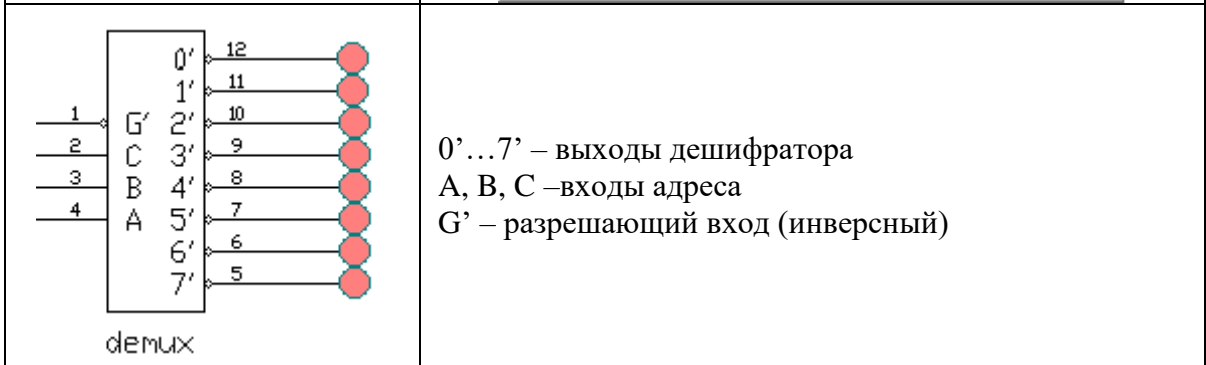 0' 12
1' 11
1 G' 2' 10
2 C 3' 9
3 B 4' 8
4 A 5' 7
6' 6
7' 5
demux
0’…7’ – выходы дешифратора
A, B, C –входы адреса
G’ – разрешающий вход (инверсный)